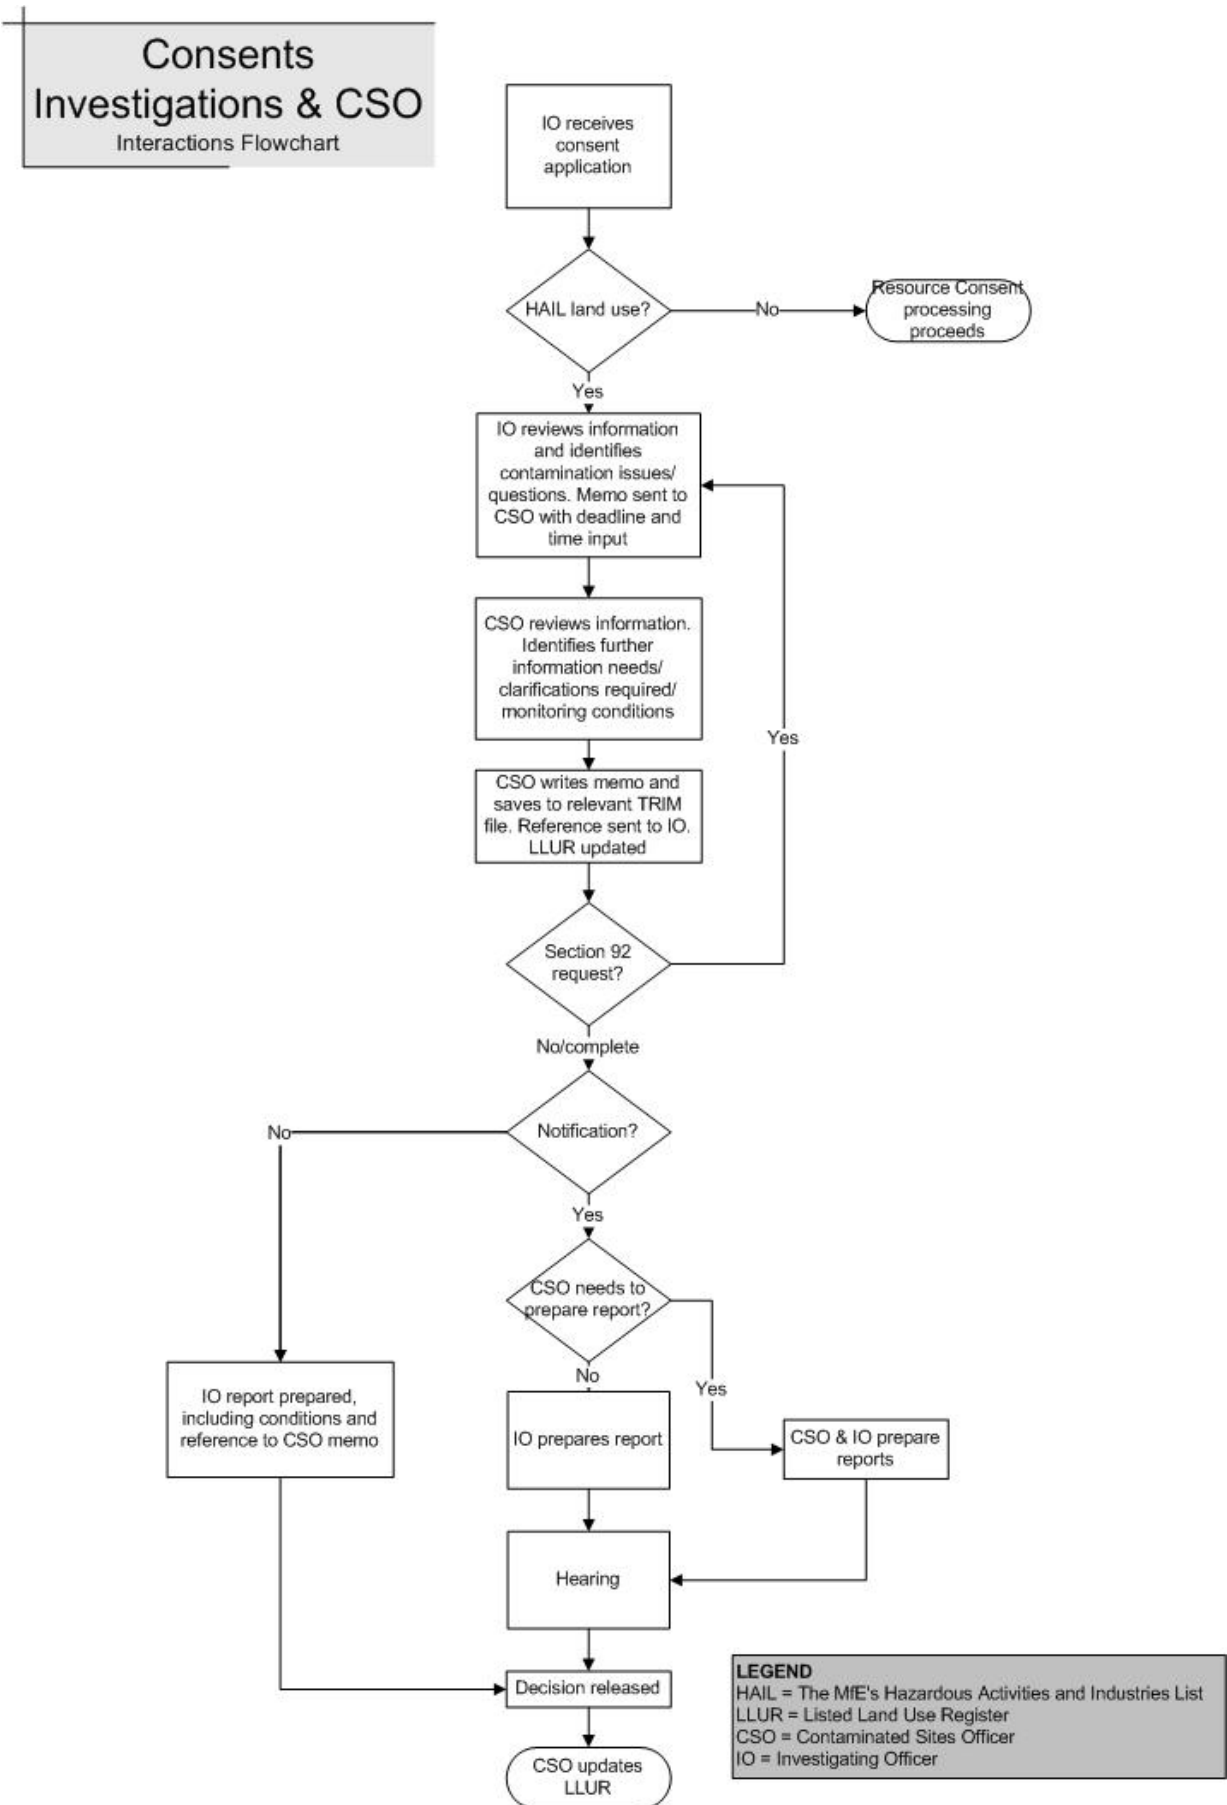 Consents
Investigations & CSO
Interactions Flowchart
IO receives
consent
application
HAIL land use?
No
Resource Consent
processing
proceeds
Yes
IO reviews information
and identifies
contamination issues/
questions. Memo sent to
CSO with deadline and
time input
CSO reviews information.
Identifies further
information needs/
clarifications required/
monitoring conditions
Yes
CSO writes memo and
saves to relevant TRIM
file. Reference sent to IO.
LLUR updated
Section 92
request?
No/complete
Notification?
No
Yes
CSO needs to
prepare report?
No
Yes
IO report prepared,
including conditions and
reference to CSO memo
IO prepares report
CSO & IO prepare
reports
Hearing
Decision released
CSO updates
LLUR
LEGEND
HAIL = The MfE's Hazardous Activities and Industries List
LLUR = Listed Land Use Register
CSO = Contaminated Sites Officer
IO = Investigating Officer